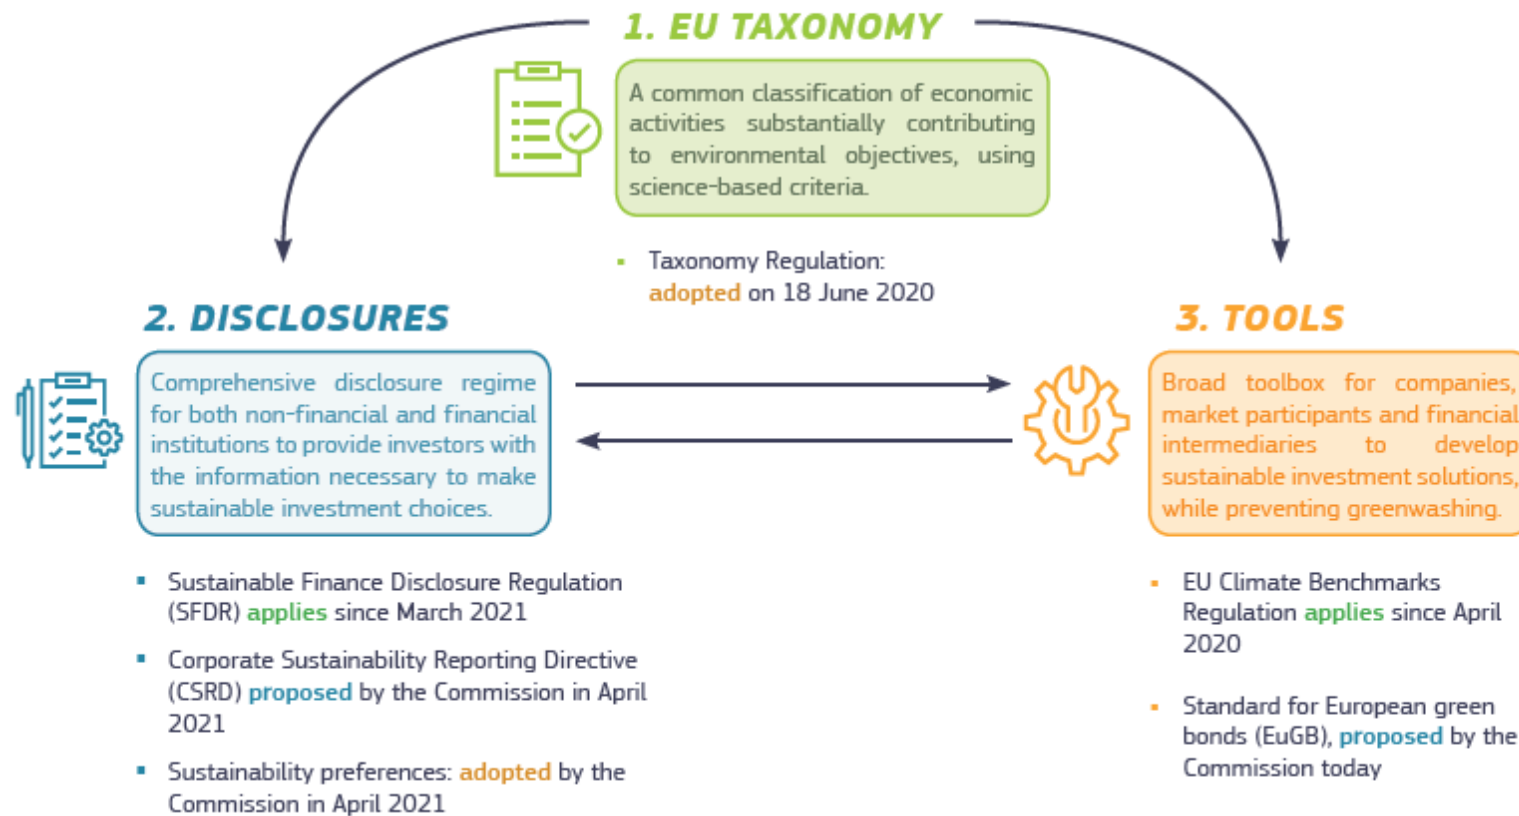 1. EU TAXONOMY
A common classification of economic
activities substantially contributing
to environmental objectives, using
science-based criteria.
▪ Taxonomy Regulation:
adopted on 18 June 2020
2. DISCLOSURES
Comprehensive disclosure regime
for both non-financial and financial
institutions to provide investors with
the information necessary to make
sustainable investment choices.
▪ Sustainable Finance Disclosure Regulation
(SFDR) applies since March 2021
▪ Corporate Sustainability Reporting Directive
(CSRD) proposed by the Commission in April
2021
▪ Sustainability preferences: adopted by the
Commission in April 2021
3. TOOLS
Broad toolbox for companies,
market participants and financial
intermediaries to develop
sustainable investment solutions,
while preventing greenwashing.
▪ EU Climate Benchmarks
Regulation applies since April
2020
▪ Standard for European green
bonds (EuGB), proposed by the
Commission today